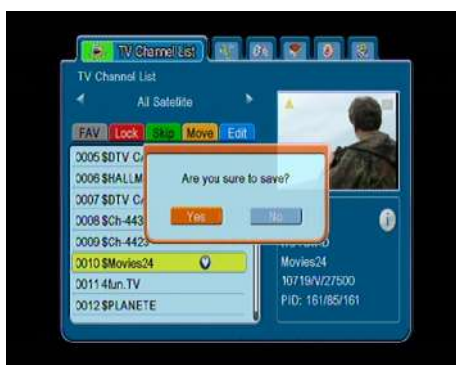 TV Channel List
TV Channel List
All Satellite
FAV Lock Skip Move Edit
0005 $DTV
0006 $HALLM
0007 $DTV
0008 $Ch-443
0009 $Ch-4423
0010 $Movies24
0011 4fun.TV
0012 $PLANETE
Are you sure to save?
Yes No
Movies24
10719/V/27500
PID: 161/85/161